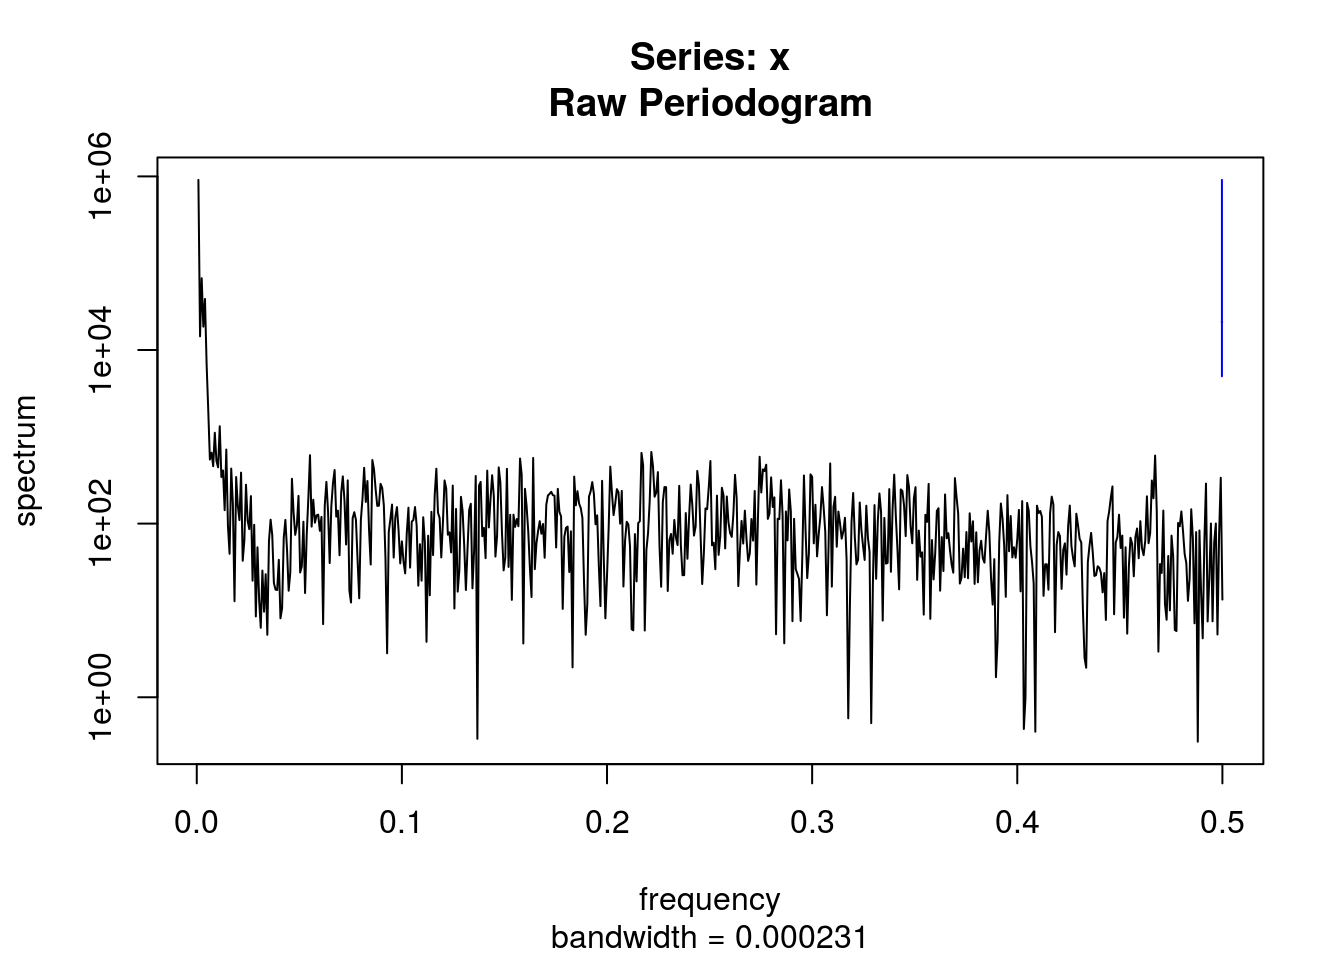 Series: x
Raw Periodogram
spectrum
1e+06
1e+04
1e+02
1e+00
0.0 0.1 0.2 0.3 0.4 0.5
frequency
bandwidth = 0.000231